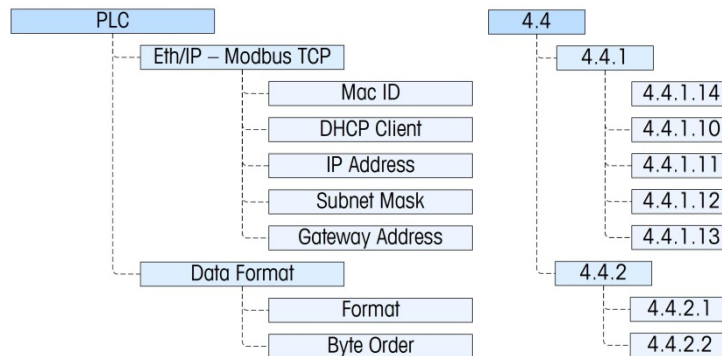 PLC 4.4
Eth/IP – Modbus TCP 4.4.1
Mac ID 4.4.1.14
DHCP Client 4.4.1.10
IP Address 4.4.1.11
Subnet Mask 4.4.1.12
Gateway Address 4.4.1.13
Data Format 4.4.2
Format 4.4.2.1
Byte Order 4.4.2.2